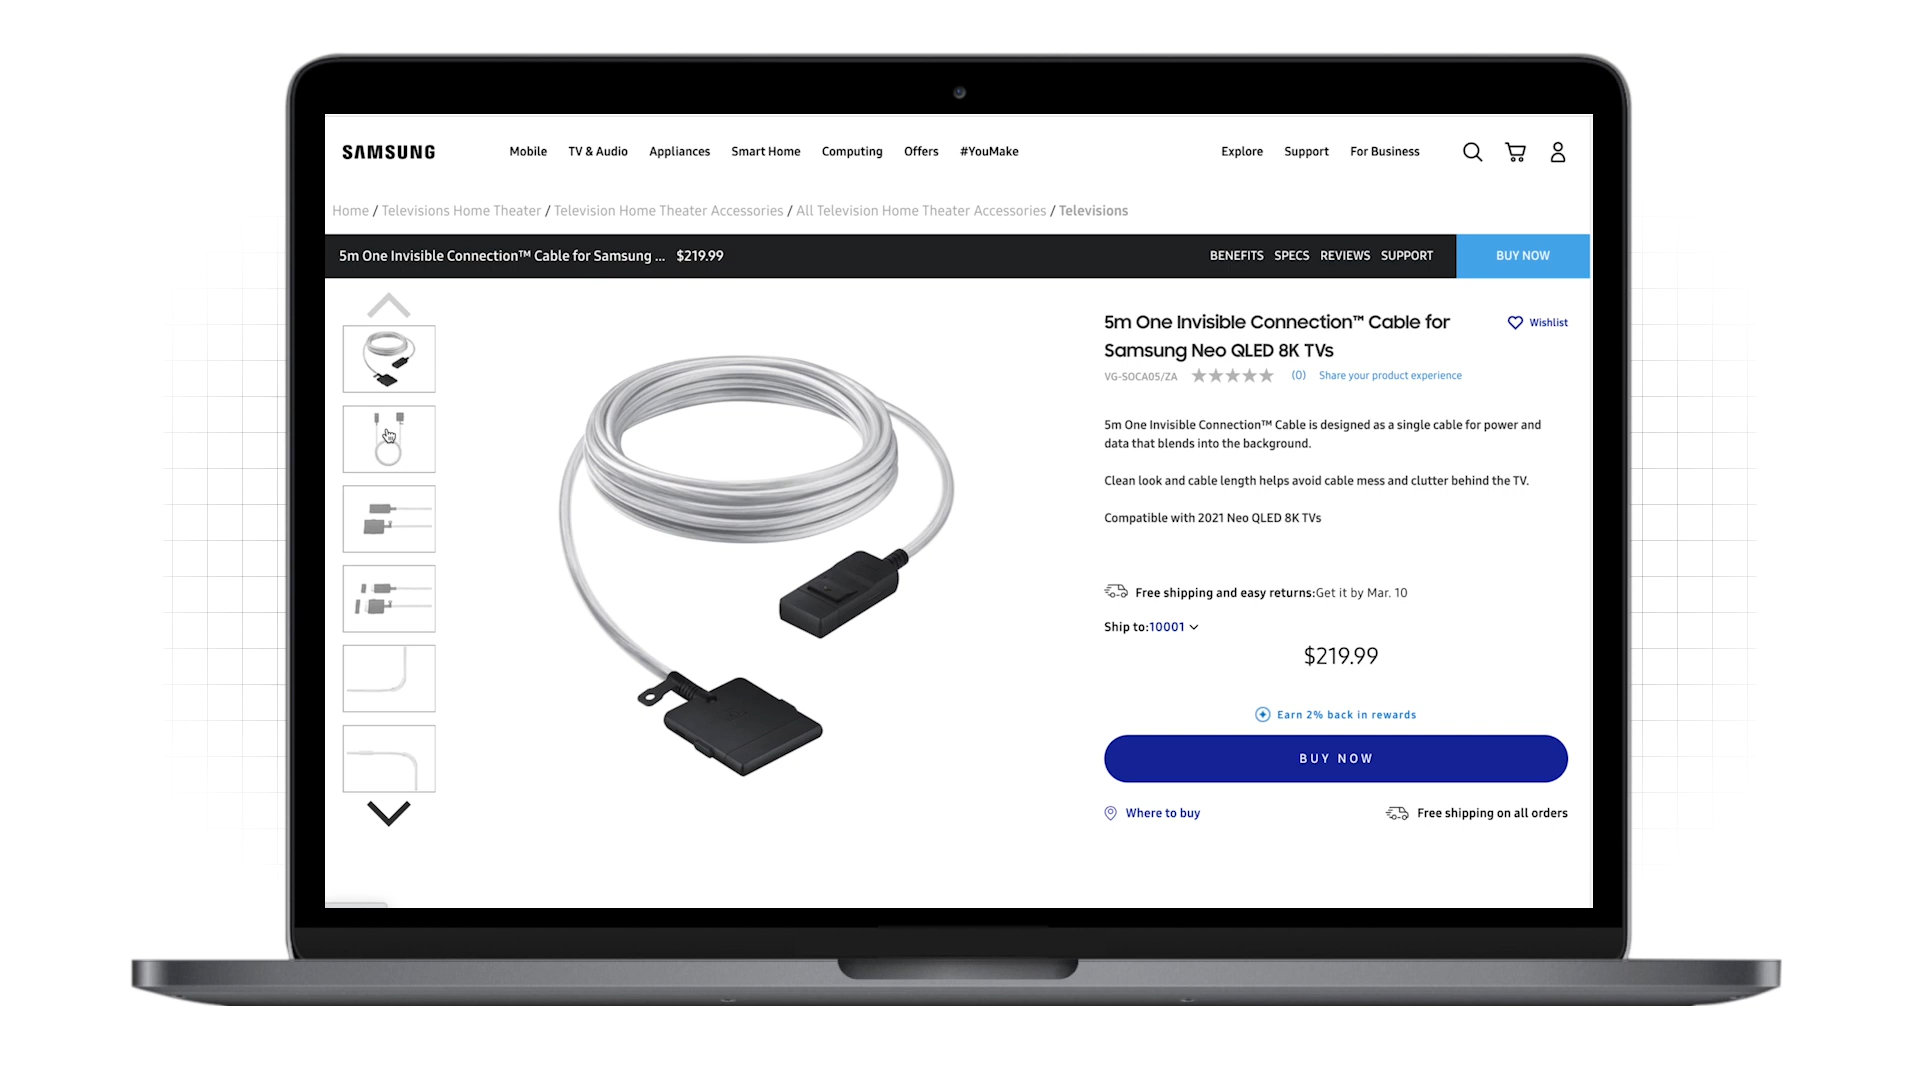 SAMSUNG
Mobile TV & Audio Appliances Smart Home Computing Offers #YouMake Explore Support For Business
Home / Televisions Home Theater / Television Home Theater Accessories / All Television Home Theater Accessories / Televisions
5m One Invisible Connection™ Cable for Samsung ... $219.99 BENEFITS SPECS REVIEWS SUPPORT BUY NOW
5m One Invisible Connection™ Cable for
Samsung Neo QLED 8K TVs
Wishlist
VG-SOCA05/ZA (0) Share your product experience
5m One Invisible Connection™ Cable is designed as a single cable for power and
data that blends into the background.
Clean look and cable length helps avoid cable mess and clutter behind the TV.
Compatible with 2021 Neo QLED 8K TVs
Free shipping and easy returns:Get it by Mar. 10
Ship to:10001
$219.99
Earn 2% back in rewards
BUY NOW
Where to buy Free shipping on all orders